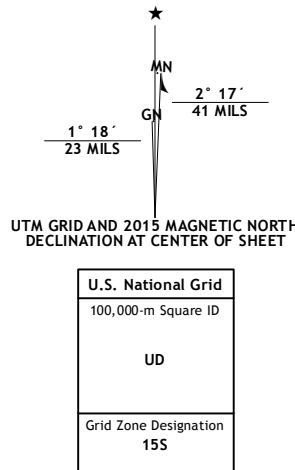 ★
MN
GN
2° 17´
41 MILS
1° 18´
23 MILS
UTM GRID AND 2015 MAGNETIC NORTH
DECLINATION AT CENTER OF SHEET
U.S. National Grid
100,000-m Square ID
UD
Grid Zone Designation
15S